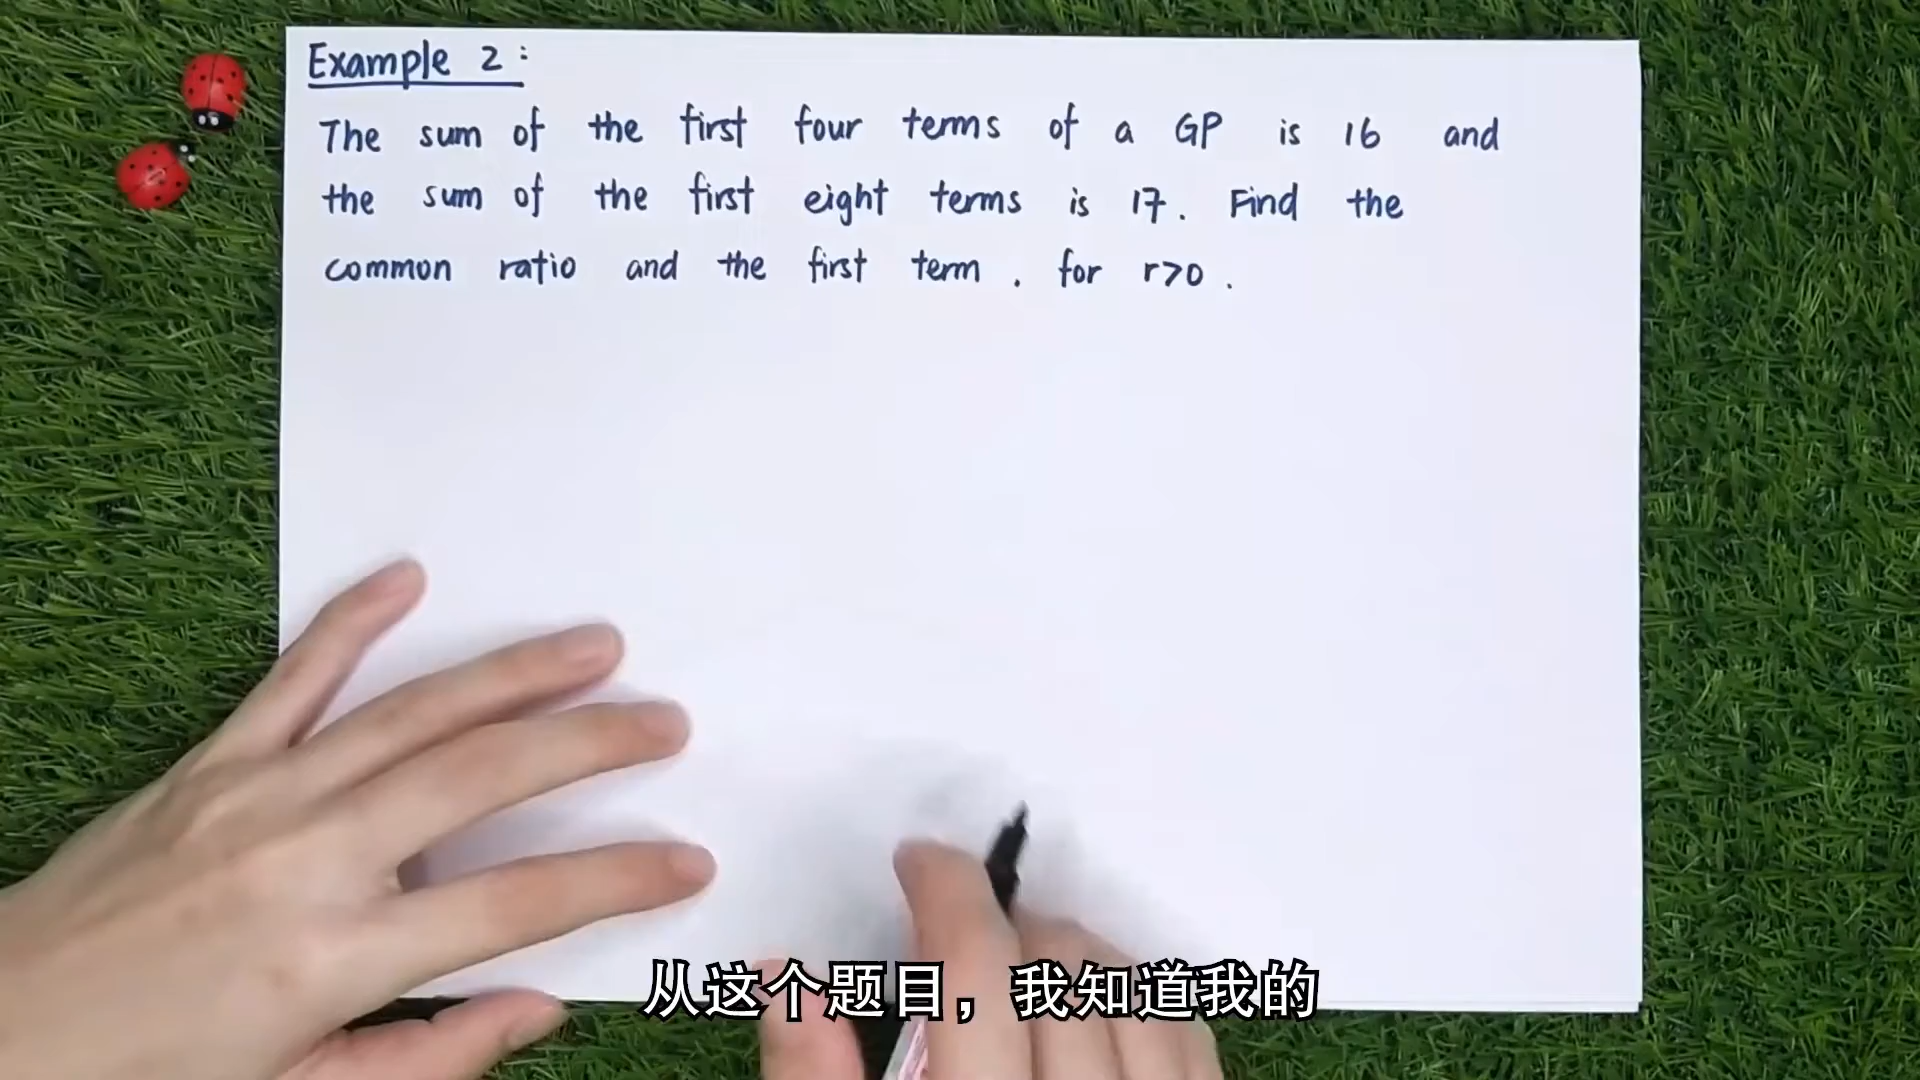 Example 2 :
The sum of the first four terms of a GP is 16 and
the sum of the first eight terms is 17. Find the
common ratio and the first term . for r>0 .
从这个题目，我知道我的